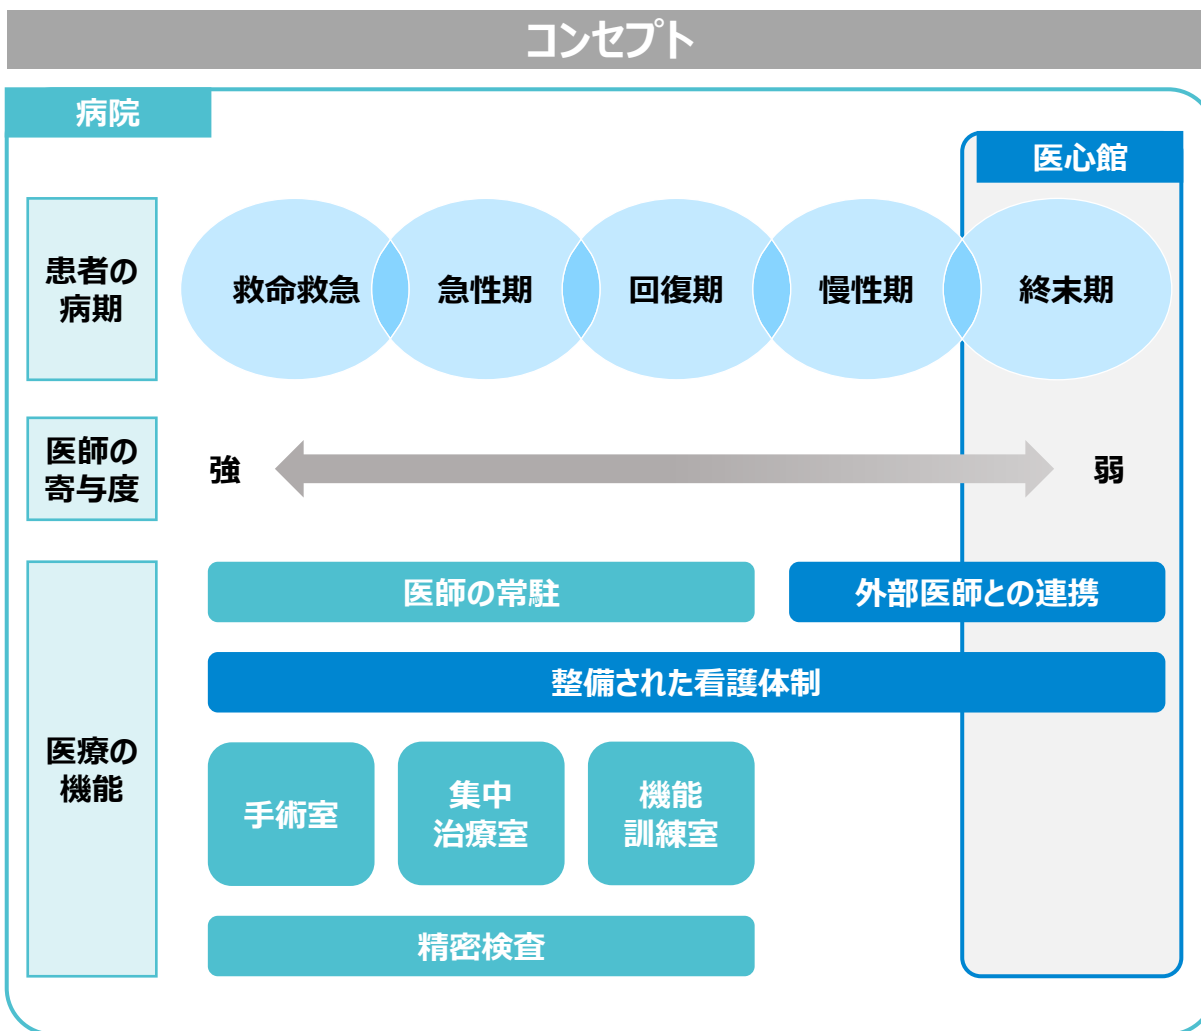 コンセプト
病院
医心館
患者の
病期
救命救急
急性期
回復期
慢性期
終末期
医師の
寄与度
強
弱
医療の
機能
医師の常駐
外部医師との連携
整備された看護体制
手術室
集中
治療室
機能
訓練室
精密検査